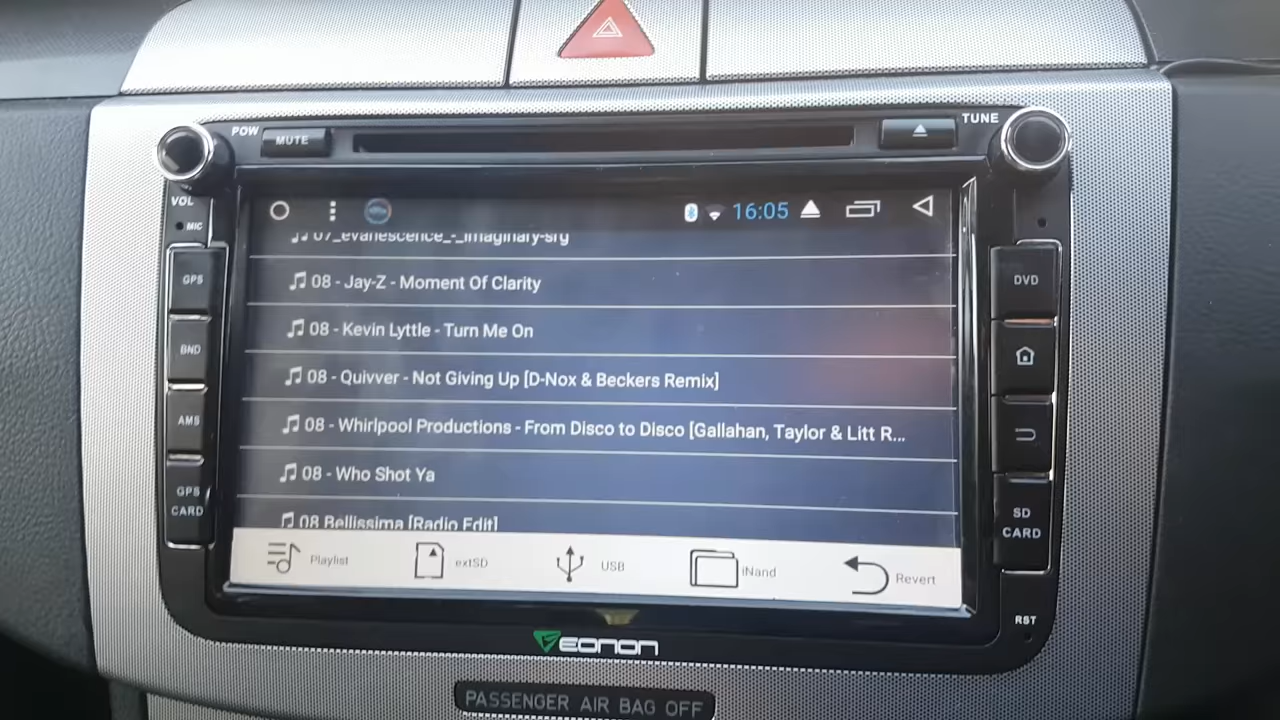 POW
MUTE
TUNE
VOL
MIC
16:05
07_evanescence_-_imaginary-srg
GPS
08 - Jay-Z - Moment Of Clarity
DVD
08 - Kevin Lyttle - Turn Me On
BND
08 - Quivver - Not Giving Up [D-Nox & Beckers Remix]
AMS
08 - Whirlpool Productions - From Disco to Disco [Gallahan, Taylor & Litt R...
08 - Who Shot Ya
GPS
CARD
SD
CARD
08 Bellissima [Radio Edit]
Playlist
extSD
USB
iNand
Revert
RST
EONON
PASSENGER AIR BAG OFF